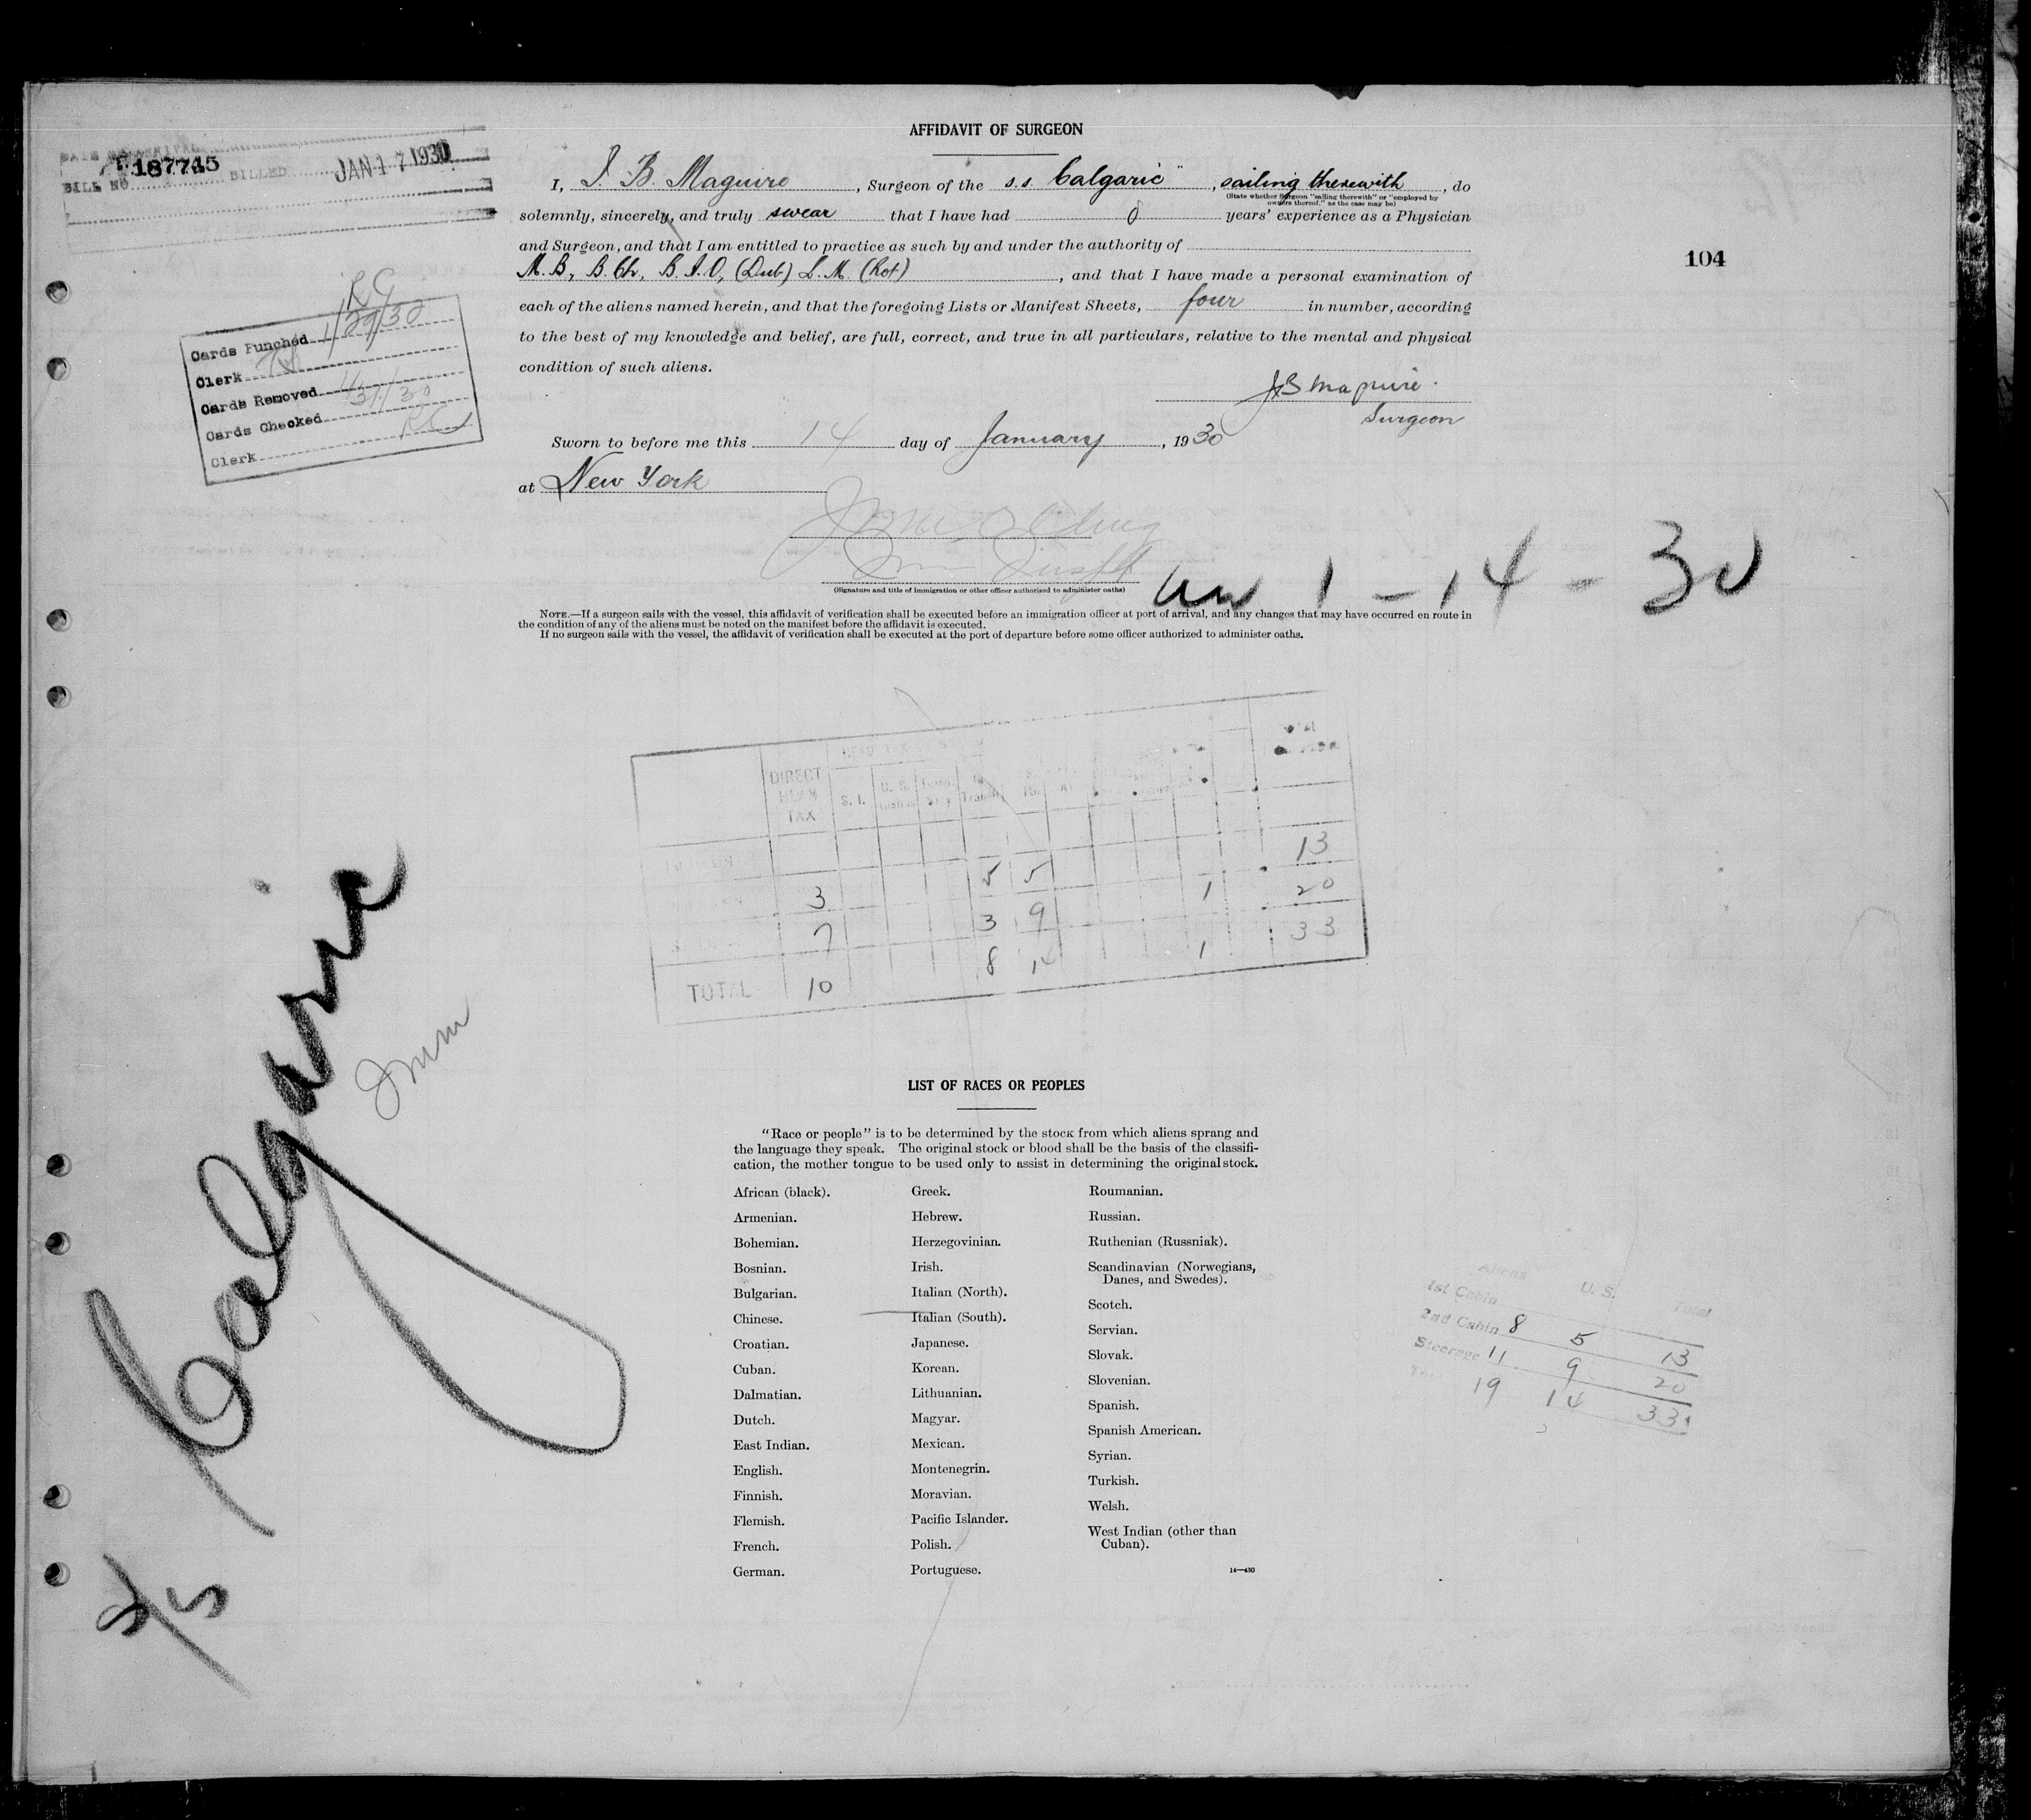 AFFIDAVIT OF SURGEON
BILL NO. 187745 BILLED JAN 17 1930
I, J. B. Maguire, Surgeon of the s.s. Calgaric", sailing therewith, do
(State whether Surgeon "sailing therewith" or "employed by
owners thereof," as the case may be)
solemnly, sincerely, and truly swear that I have had years' experience as a Physician
and Surgeon, and that I am entitled to practice as such by and under the authority of
M.B, B.Ch, B.A.O, (Dub) L.M. (Rot), and that I have made a personal examination of
each of the aliens named herein, and that the foregoing Lists or Manifest Sheets, four in number, according
to the best of my knowledge and belief, are full, correct, and true in all particulars, relative to the mental and physical
condition of such aliens.
JB Maguire.
Surgeon
Sworn to before me this 14 day of January, 1930
at New York
(Signature and title of immigration or other officer authorized to administer oaths)
1 - 14 - 30
NOTE.—If a surgeon sails with the vessel, this affidavit of verification shall be executed before an immigration officer at port of arrival, and any changes that may have occurred en route in
the condition of any of the aliens must be noted on the manifest before the affidavit is executed.
If no surgeon sails with the vessel, the affidavit of verification shall be executed at the port of departure before some officer authorized to administer oaths.
104
Cards Punched 1/29/30
Clerk
Cards Removed
Cards Checked 1/31/30
Clerk
DIRECT HEAD TAX S. I. U. S. Transit
13
3 5 5 1 20
7 3 9 33
TOTAL 10 8 14 1
S/S Calgaric
LIST OF RACES OR PEOPLES
"Race or people" is to be determined by the stock from which aliens sprang and
the language they speak. The original stock or blood shall be the basis of the classifi-
cation, the mother tongue to be used only to assist in determining the original stock.
African (black).
Armenian.
Bohemian.
Bosnian.
Bulgarian.
Chinese.
Croatian.
Cuban.
Dalmatian.
Dutch.
East Indian.
English.
Finnish.
Flemish.
French.
German.
Greek.
Hebrew.
Herzegovinian.
Irish.
Italian (North).
Italian (South).
Japanese.
Korean.
Lithuanian.
Magyar.
Mexican.
Montenegrin.
Moravian.
Pacific Islander.
Polish.
Portuguese.
Roumanian.
Russian.
Ruthenian (Russniak).
Scandinavian (Norwegians,
Danes, and Swedes).
Scotch.
Servian.
Slovak.
Slovenian.
Spanish.
Spanish American.
Syrian.
Turkish.
Welsh.
West Indian (other than
Cuban).
14—430
Aliens U. S. Total
1st Cabin
2nd Cabin 8 5 13
Steerage 11 9 20
19 14 33